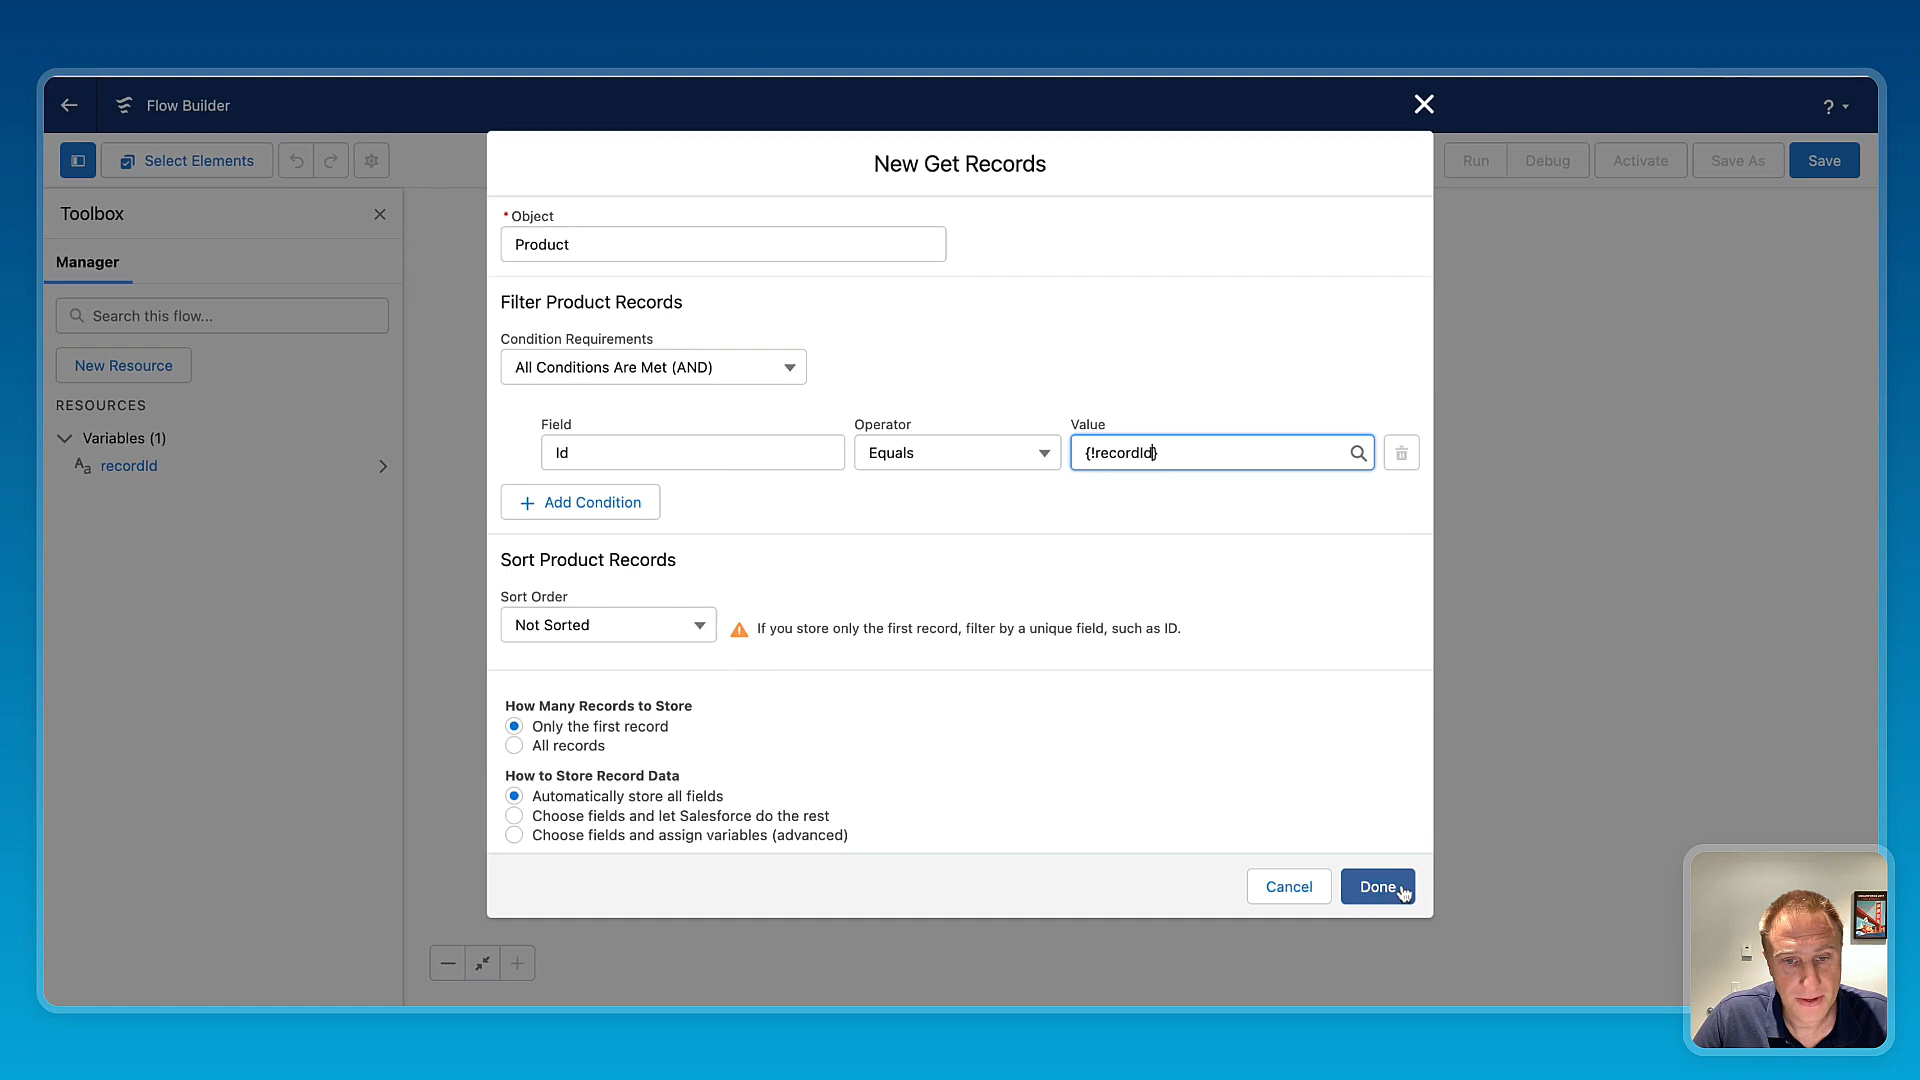 Flow Builder
?
Select Elements
Run
Debug
Activate
Save As
Save
Toolbox
Manager
Search this flow...
New Resource
RESOURCES
Variables (1)
Aa recordId
New Get Records
* Object
Product
Filter Product Records
Condition Requirements
All Conditions Are Met (AND)
Field
Operator
Value
Id
Equals
{!recordId}
+ Add Condition
Sort Product Records
Sort Order
Not Sorted
If you store only the first record, filter by a unique field, such as ID.
How Many Records to Store
Only the first record
All records
How to Store Record Data
Automatically store all fields
Choose fields and let Salesforce do the rest
Choose fields and assign variables (advanced)
Cancel
Done